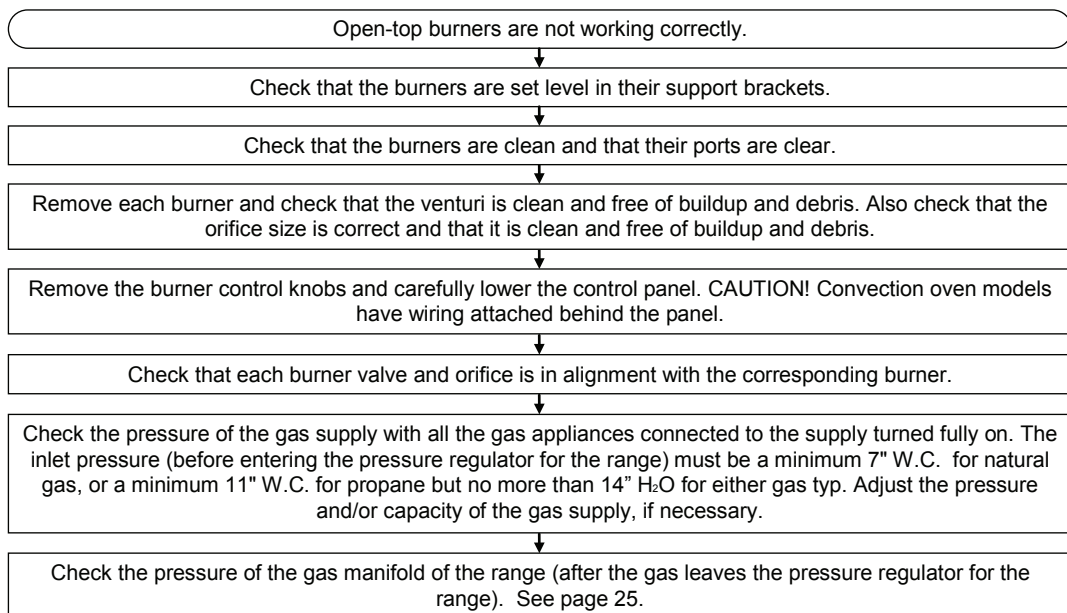 Open-top burners are not working correctly.
Check that the burners are set level in their support brackets.
Check that the burners are clean and that their ports are clear.
Remove each burner and check that the venturi is clean and free of buildup and debris. Also check that the
orifice size is correct and that it is clean and free of buildup and debris.
Remove the burner control knobs and carefully lower the control panel. CAUTION! Convection oven models
have wiring attached behind the panel.
Check that each burner valve and orifice is in alignment with the corresponding burner.
Check the pressure of the gas supply with all the gas appliances connected to the supply turned fully on. The
inlet pressure (before entering the pressure regulator for the range) must be a minimum 7" W.C. for natural
gas, or a minimum 11" W.C. for propane but no more than 14” H₂O for either gas typ. Adjust the pressure
and/or capacity of the gas supply, if necessary.
Check the pressure of the gas manifold of the range (after the gas leaves the pressure regulator for the
range). See page 25.